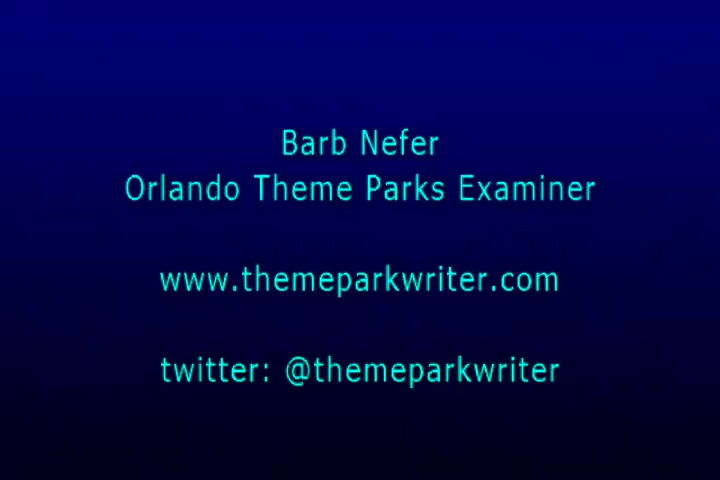 Barb Nefer
Orlando Theme Parks Examiner
www.themeparkwriter.com
twitter: @themeparkwriter